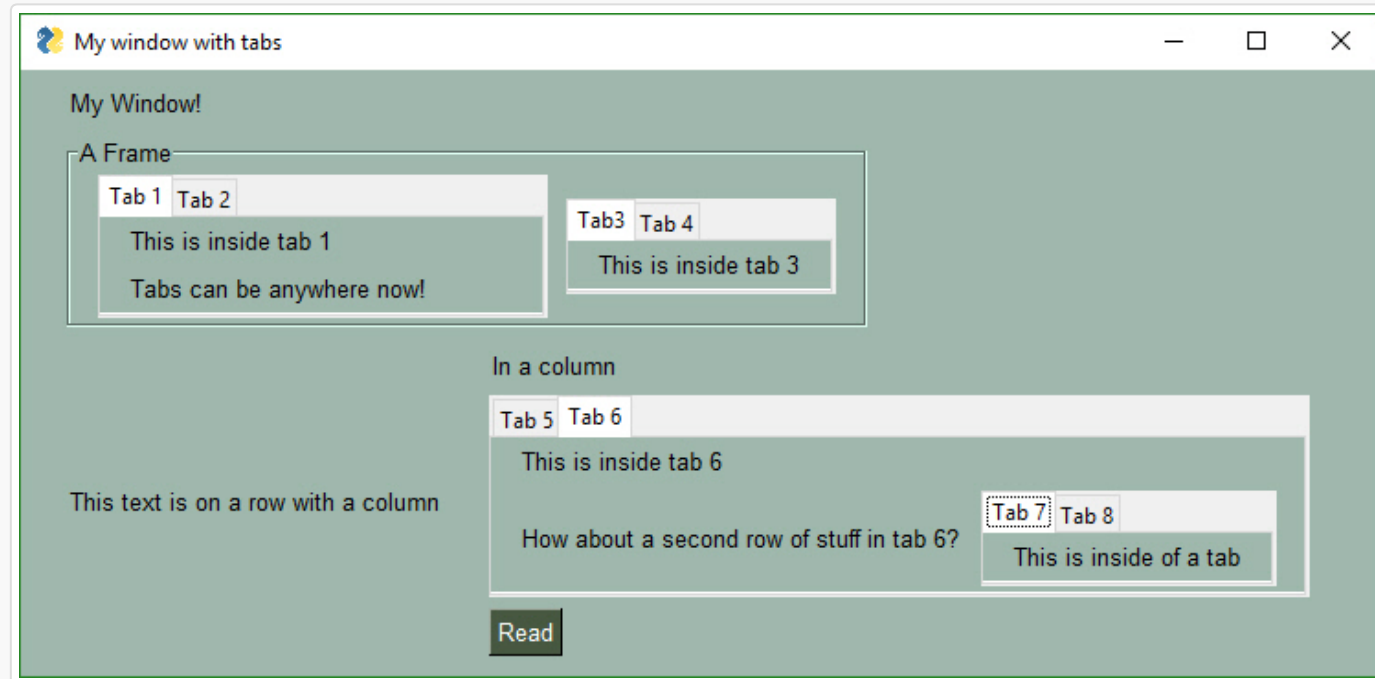 My window with tabs
My Window!
A Frame
Tab 1 Tab 2
This is inside tab 1
Tabs can be anywhere now!
Tab3 Tab 4
This is inside tab 3
In a column
This text is on a row with a column
Tab 5 Tab 6
This is inside tab 6
How about a second row of stuff in tab 6?
Tab 7 Tab 8
This is inside of a tab
Read